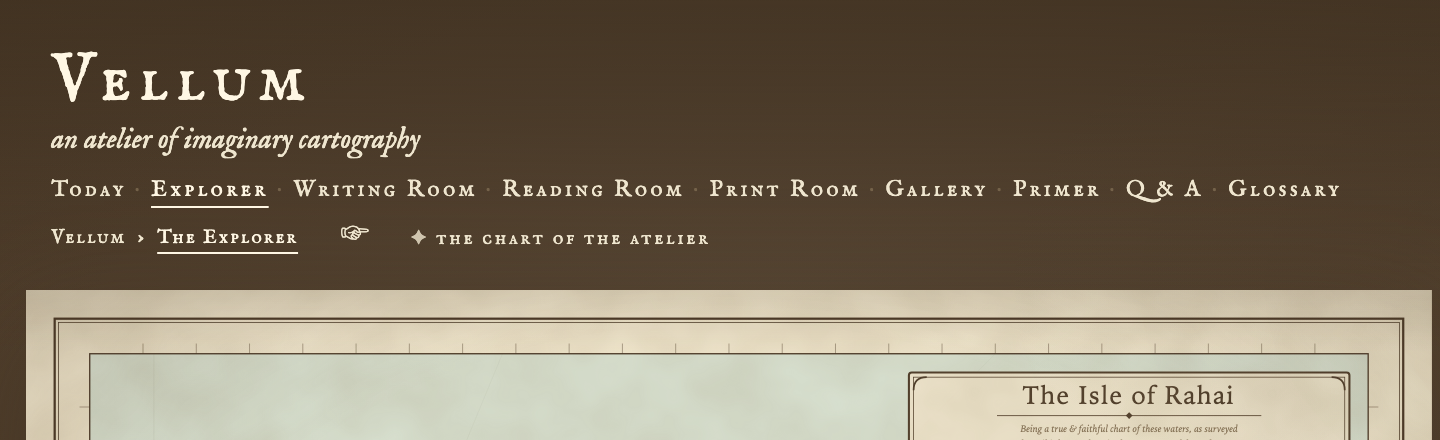 Vellum
an atelier of imaginary cartography
Today · Explorer · Writing Room · Reading Room · Print Room · Gallery · Primer · Q & A · Glossary
Vellum › The Explorer ☞ ✦ the chart of the atelier
The Isle of Rahai
Being a true & faithful chart of these waters, as surveyed